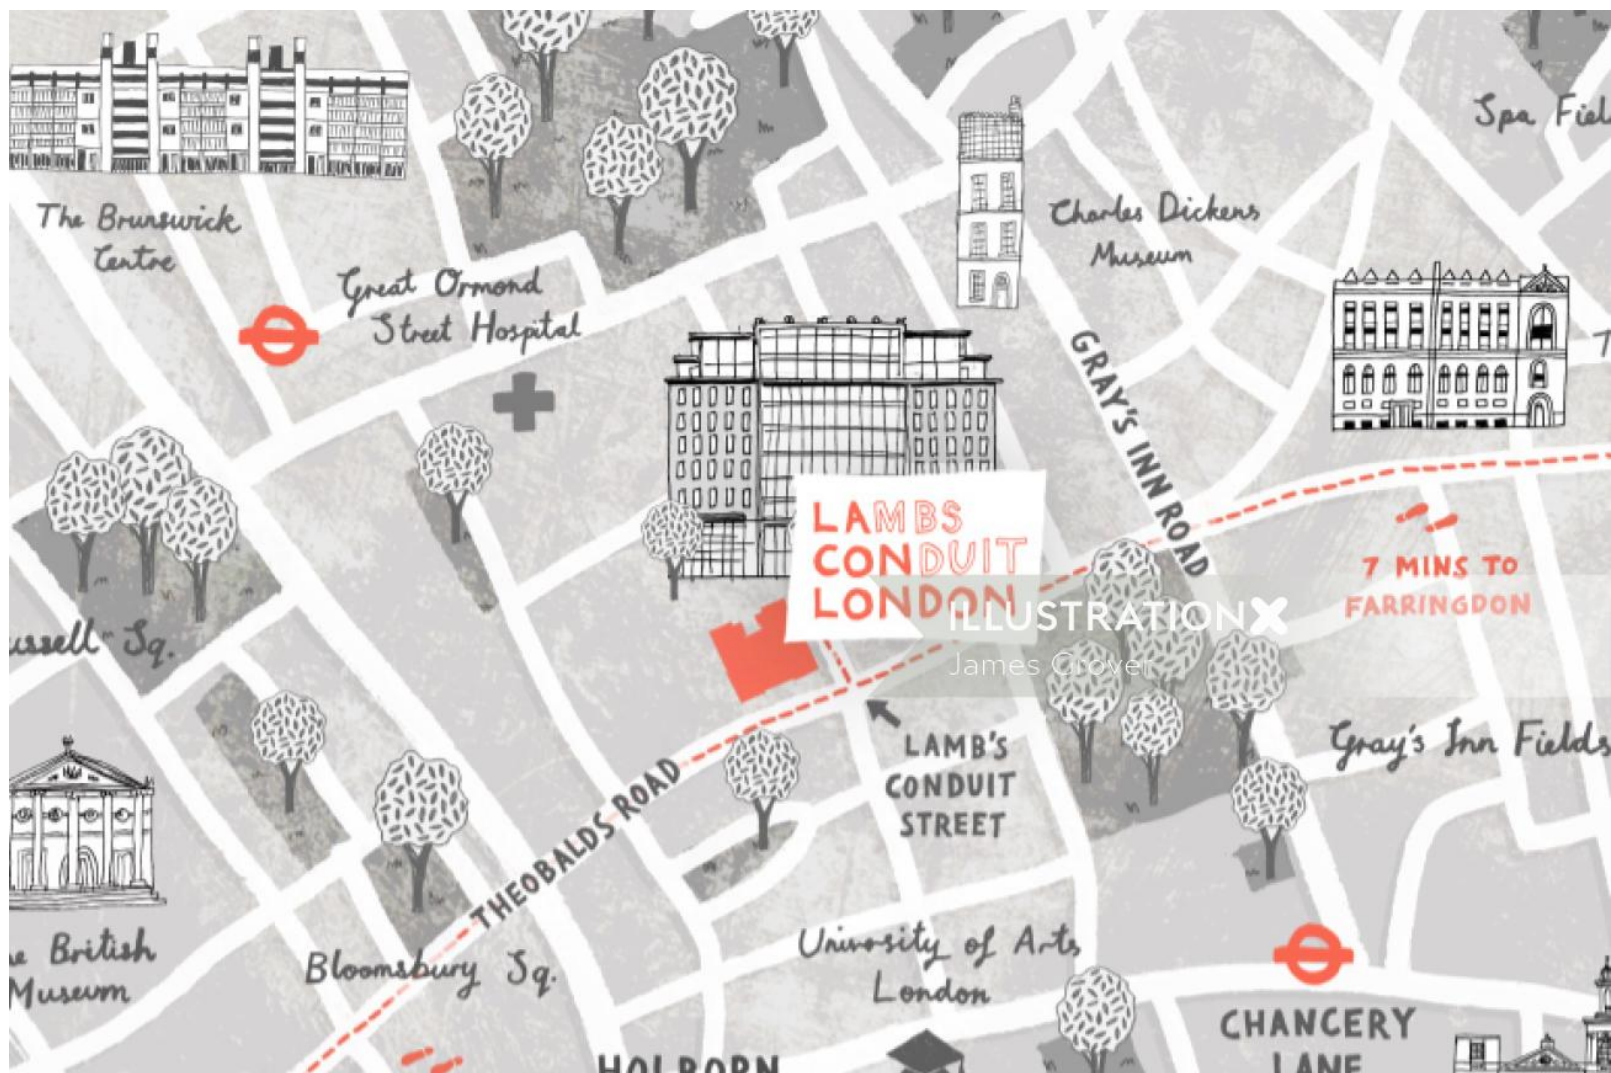 Spa Fiel
The Brunswick
Centre
Charles Dickens
Museum
Great Ormond
Street Hospital
T
GRAY'S INN ROAD
LAMBS
CONDUIT
LONDON
7 MINS TO
FARRINGDON
ILLUSTRATIONX
James Grover
ussell Sq.
LAMB'S
CONDUIT
STREET
Gray's Inn Fields
THEOBALDS ROAD
e British
Museum
Bloomsbury Sq.
University of Arts
London
CHANCERY
LANE
HOLBORN